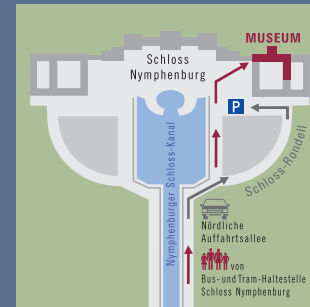 MUSEUM
Schloss
Nymphenburg
P
Nymphenburger Schloss-Kanal
Schloss-Rondell
Nördliche
Auffahrtsallee
von
Bus- und Tram-Haltestelle
Schloss Nymphenburg